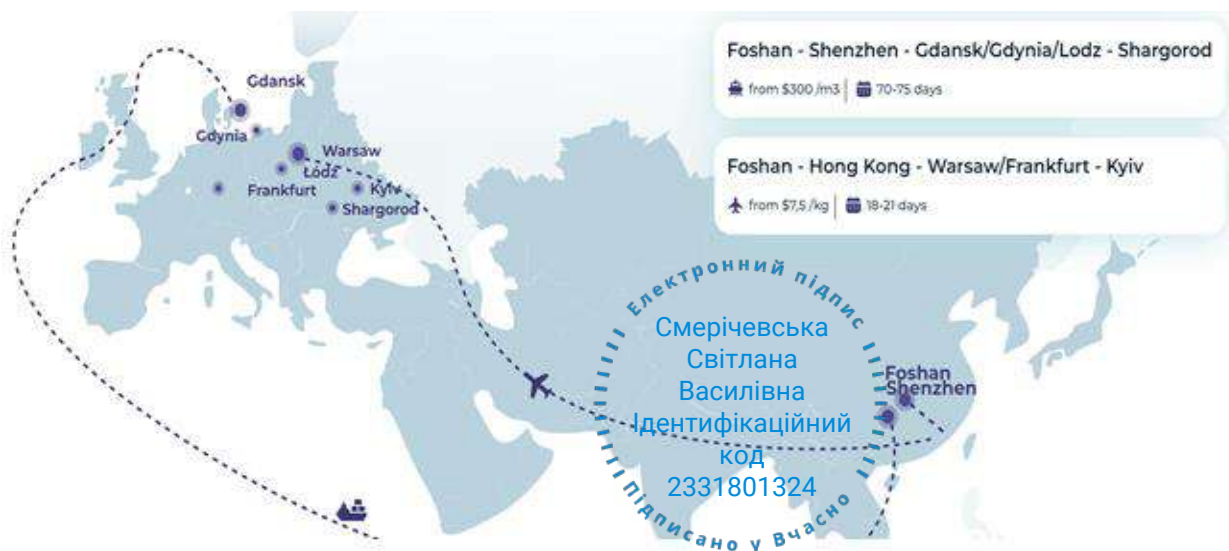 Foshan - Shenzhen - Gdansk/Gdynia/Lodz - Shargorod
from $300 /m3 | 70-75 days
Foshan - Hong Kong - Warsaw/Frankfurt - Kyiv
from $7,5 /kg | 18-21 days
Gdansk
Gdynia
Warsaw
Łódź
Frankfurt
Kyiv
Shargorod
Foshan
Shenzhen
Електронний підпис
Смерічевська
Світлана
Василівна
Ідентифікаційний
код
2331801324
Підписано у Вчасно